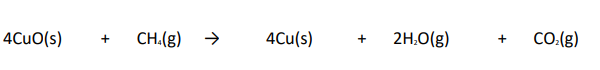 4CuO(s) + CH₄(g) → 4Cu(s) + 2H₂O(g) + CO₂(g)